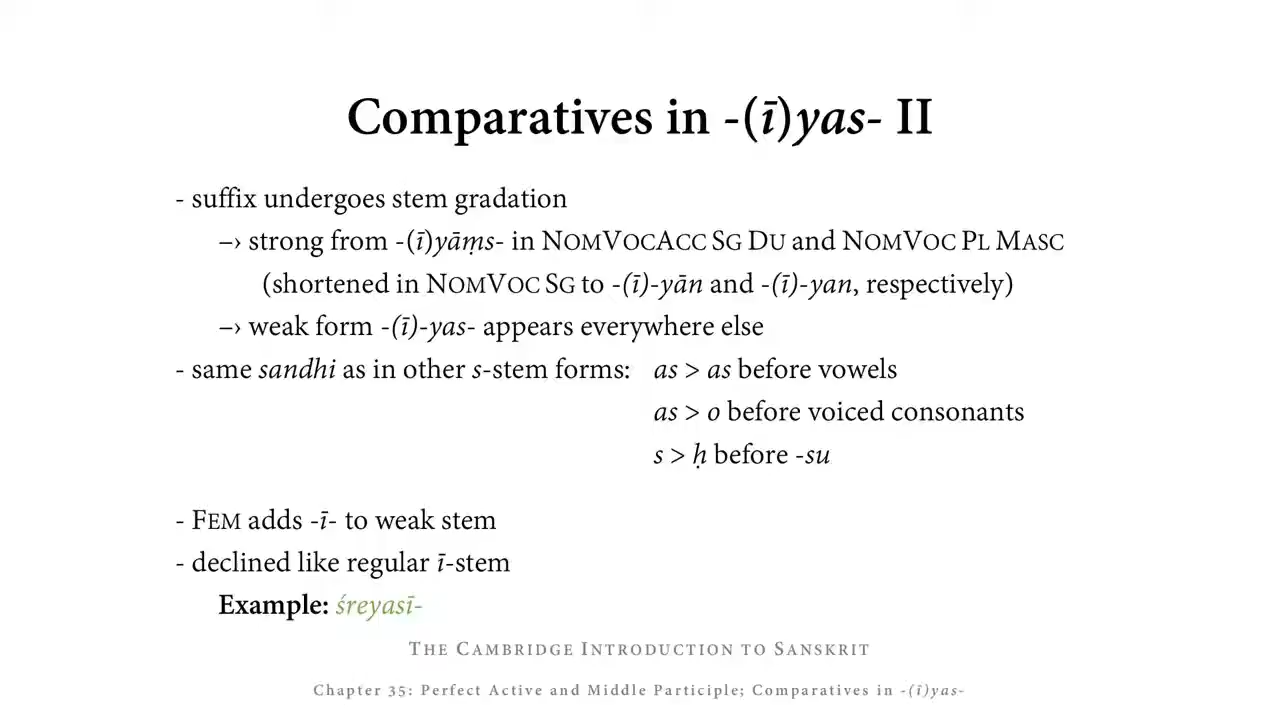 Comparatives in -(ī)yas- II
- suffix undergoes stem gradation
–› strong from -(ī)yāṃs- in NOMVOCACC SG DU and NOMVOC PL MASC
(shortened in NOMVOC SG to -(ī)-yān and -(ī)-yan, respectively)
–› weak form -(ī)-yas- appears everywhere else
- same sandhi as in other s-stem forms: as > as before vowels
as > o before voiced consonants
s > ḥ before -su
- FEM adds -ī- to weak stem
- declined like regular ī-stem
Example: śreyasī-
THE CAMBRIDGE INTRODUCTION TO SANSKRIT
Chapter 35: Perfect Active and Middle Participle; Comparatives in -(ī)yas-